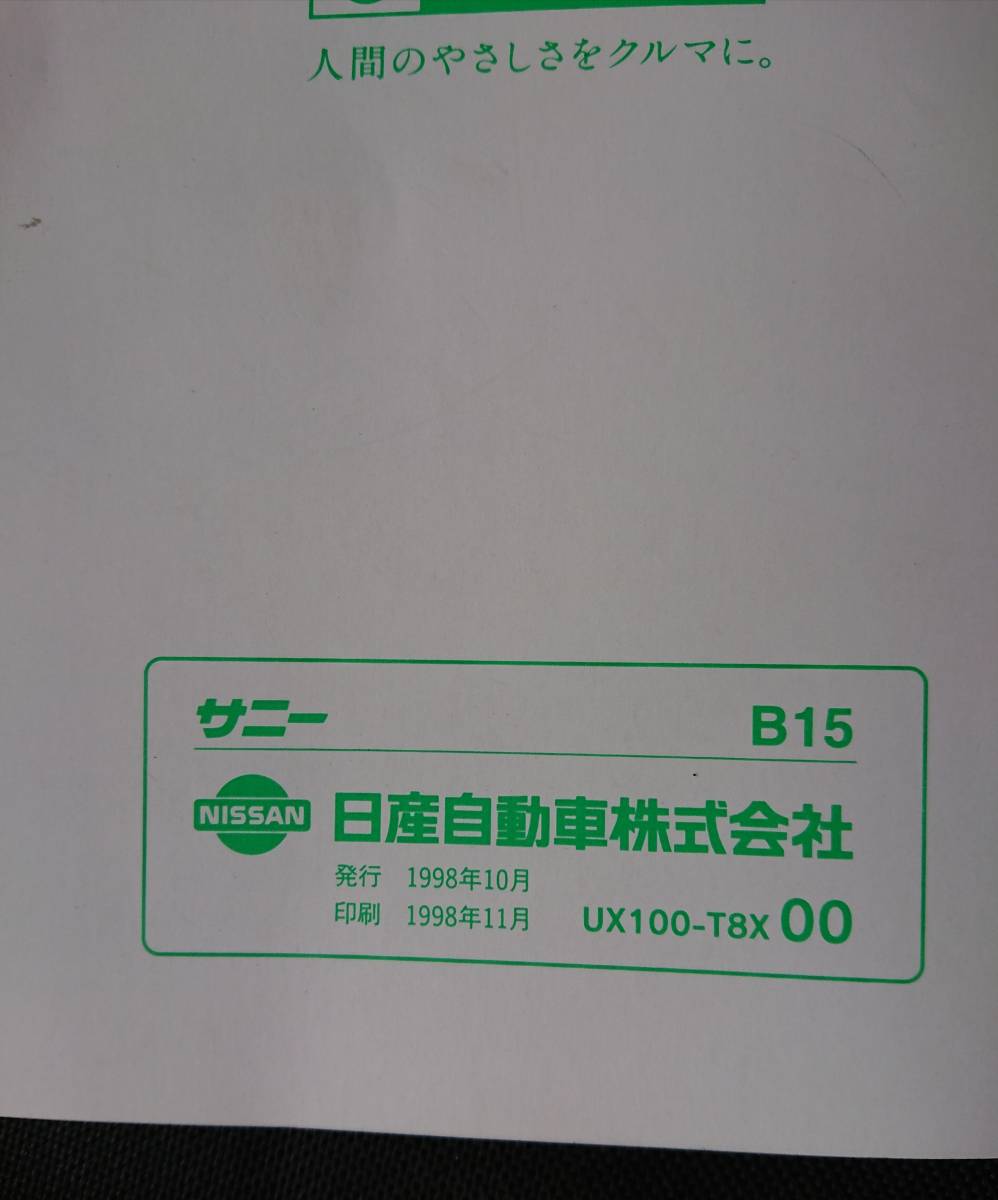 人間のやさしさをクルマに。
サニー B15
NISSAN 日産自動車株式会社
発行 1998年10月
印刷 1998年11月 UX100-T8X 00